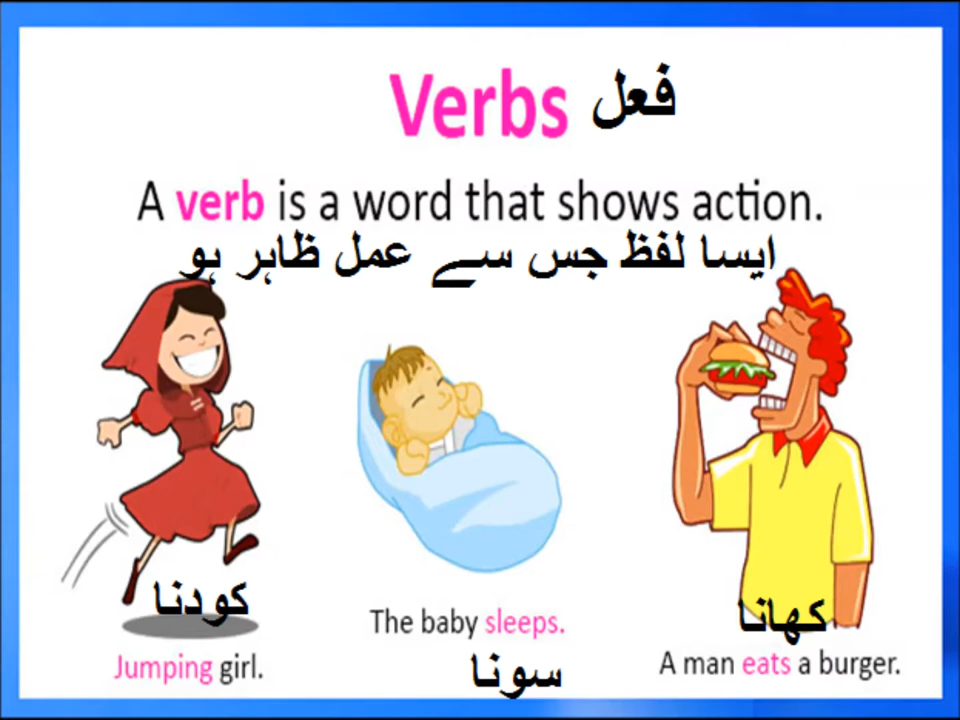 Verbs فعل
A verb is a word that shows action.
ایسا لفظ جس سے عمل ظاہر ہو
کودنا
Jumping girl.
The baby sleeps.
سونا
کھانا
A man eats a burger.